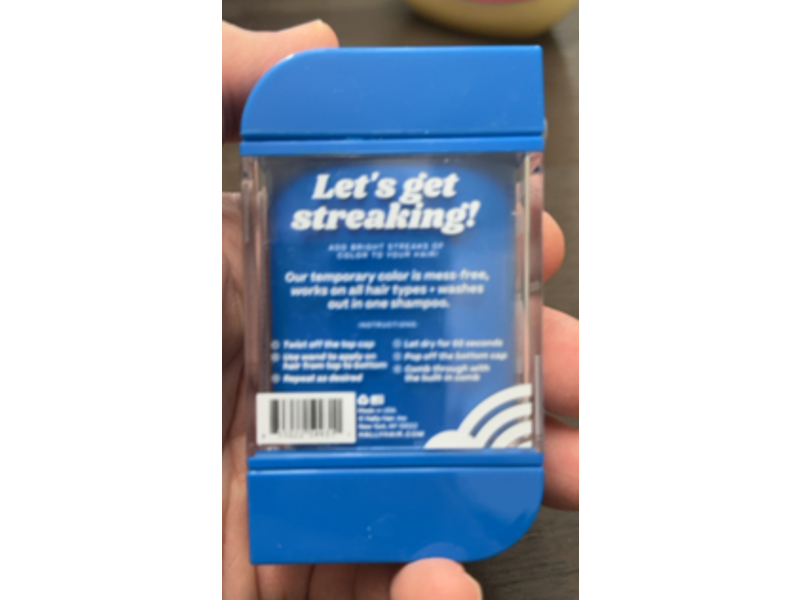 Let's get
streaking!
ADD BRIGHT STREAKS OF
COLOR TO YOUR HAIR!
Our temporary color is mess-free,
works on all hair types + washes
out in one shampoo.
INSTRUCTIONS
Twist off the top cap
Use wand to apply on
hair from top to bottom
Repeat as desired
Let dry for 60 seconds
Pop off the bottom cap
Comb through with
the built in comb
Made in USA
New York, NY